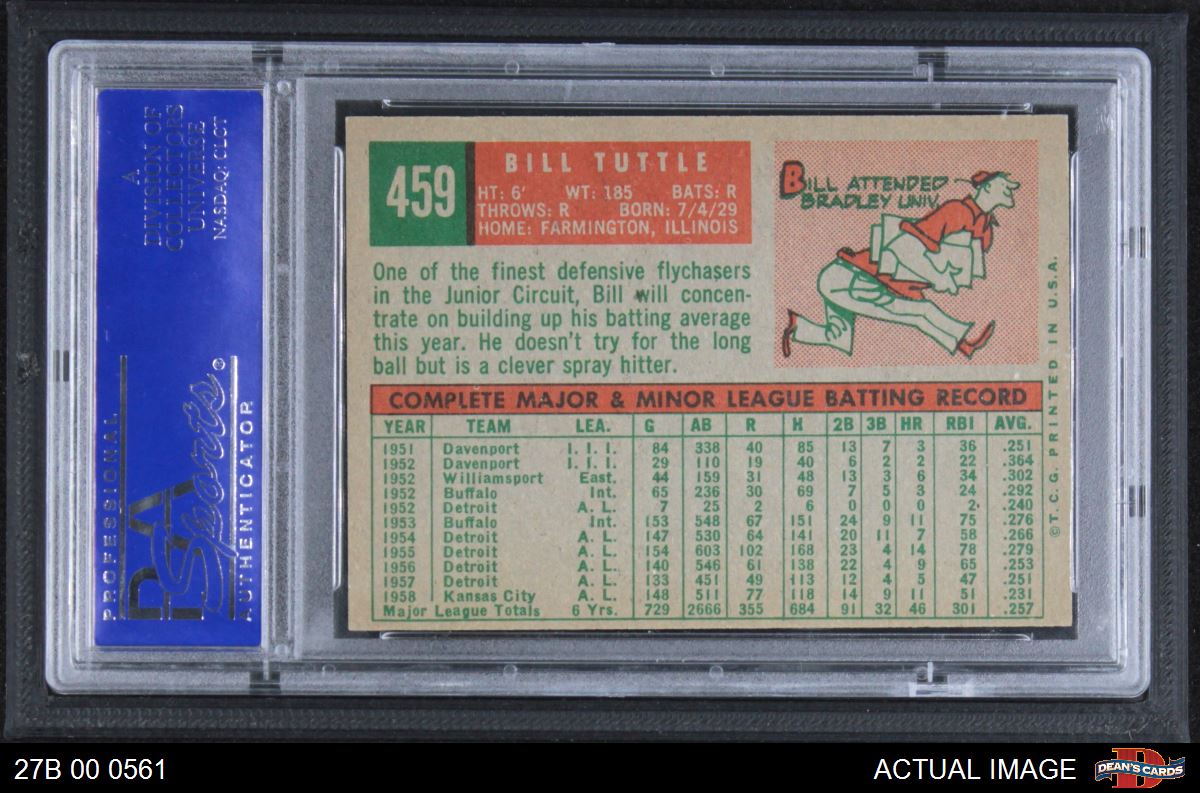 A
DIVISION OF
COLLECTORS
UNIVERSE
NASDAQ: CLCT
PROFESSIONAL
PSA
Sports®
AUTHENTICATOR
459
BILL TUTTLE
HT: 6' WT: 185 BATS: R
THROWS: R BORN: 7/4/29
HOME: FARMINGTON, ILLINOIS
BILL ATTENDED
BRADLEY UNIV.
One of the finest defensive flychasers
in the Junior Circuit, Bill will concen-
trate on building up his batting average
this year. He doesn't try for the long
ball but is a clever spray hitter.
COMPLETE MAJOR & MINOR LEAGUE BATTING RECORD
YEAR TEAM LEA. G AB R H 2B 3B HR RBI AVG.
1951 Davenport I. I. I. 84 338 40 85 13 7 3 36 .251
1952 Davenport I. I. I. 29 110 19 40 6 2 2 22 .364
1952 Williamsport East. 44 159 31 48 13 3 6 34 .302
1952 Buffalo Int. 65 236 30 69 7 5 3 24 .292
1952 Detroit A. L. 7 25 2 6 0 0 0 2 .240
1953 Buffalo Int. 153 548 67 151 24 9 11 75 .276
1954 Detroit A. L. 147 530 64 141 20 11 7 58 .266
1955 Detroit A. L. 154 603 102 168 23 4 14 78 .279
1956 Detroit A. L. 140 546 61 138 22 4 9 65 .253
1957 Detroit A. L. 133 451 49 113 12 4 5 47 .251
1958 Kansas City A. L. 148 511 77 118 14 9 11 51 .231
Major League Totals 6 Yrs. 729 2666 355 684 91 32 46 301 .257
©T.C.G. PRINTED IN U.S.A.
27B 00 0561
ACTUAL IMAGE
D
DEAN'S CARDS